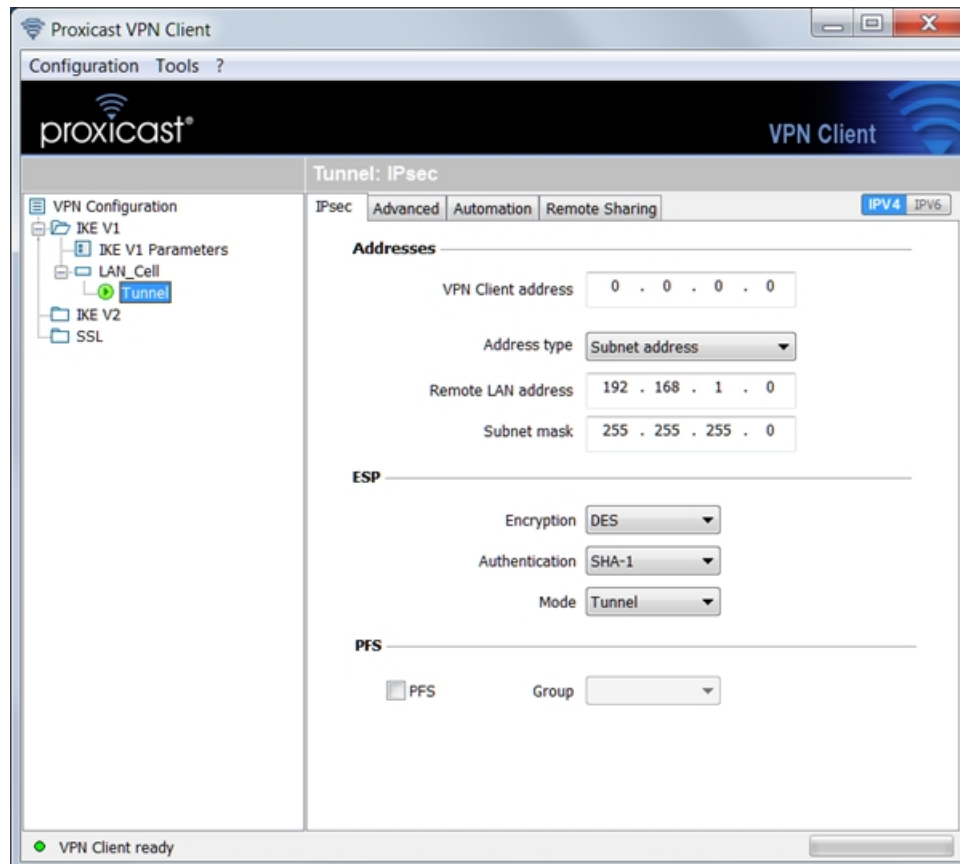 Proxicast VPN Client
Configuration Tools ?
proxicast®
VPN Client
Tunnel: IPsec
VPN Configuration
IKE V1
IKE V1 Parameters
LAN_Cell
Tunnel
IKE V2
SSL
IPsec Advanced Automation Remote Sharing IPV4 IPV6
Addresses
VPN Client address 0 . 0 . 0 . 0
Address type Subnet address
Remote LAN address 192 . 168 . 1 . 0
Subnet mask 255 . 255 . 255 . 0
ESP
Encryption DES
Authentication SHA-1
Mode Tunnel
PFS
PFS Group
VPN Client ready